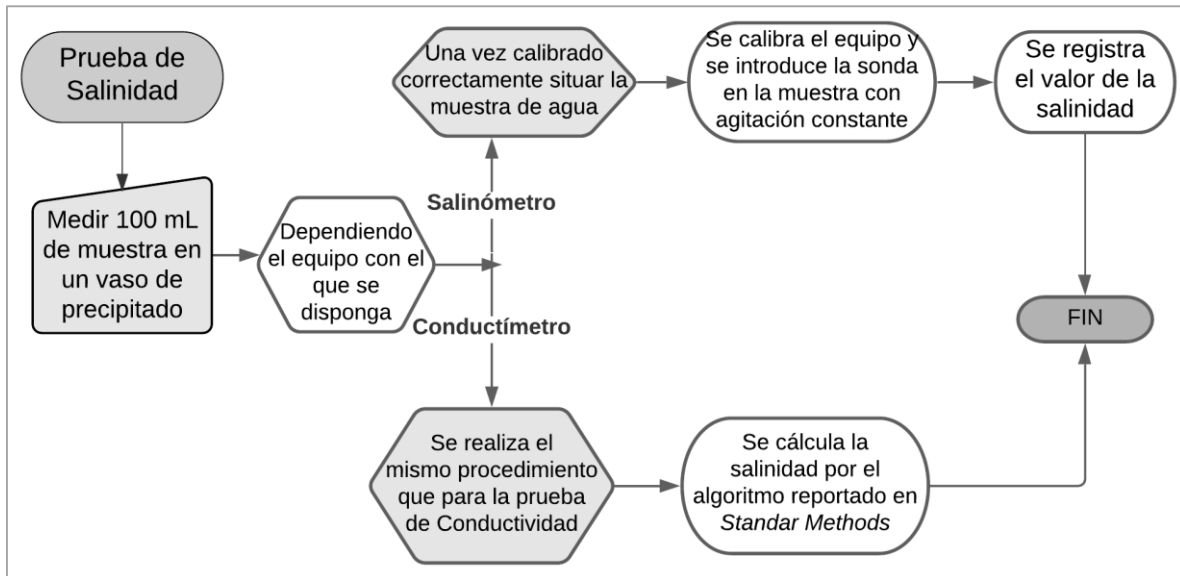 Prueba de
Salinidad
Medir 100 mL
de muestra en
un vaso de
precipitado
Dependiendo
el equipo con el
que se
disponga
Salinómetro
Una vez calibrado
correctamente situar la
muestra de agua
Se calibra el equipo y
se introduce la sonda
en la muestra con
agitación constante
Se registra
el valor de la
salinidad
Conductímetro
Se realiza el
mismo procedimiento
que para la prueba
de Conductividad
Se cálcula la
salinidad por el
algoritmo reportado en
Standar Methods
FIN